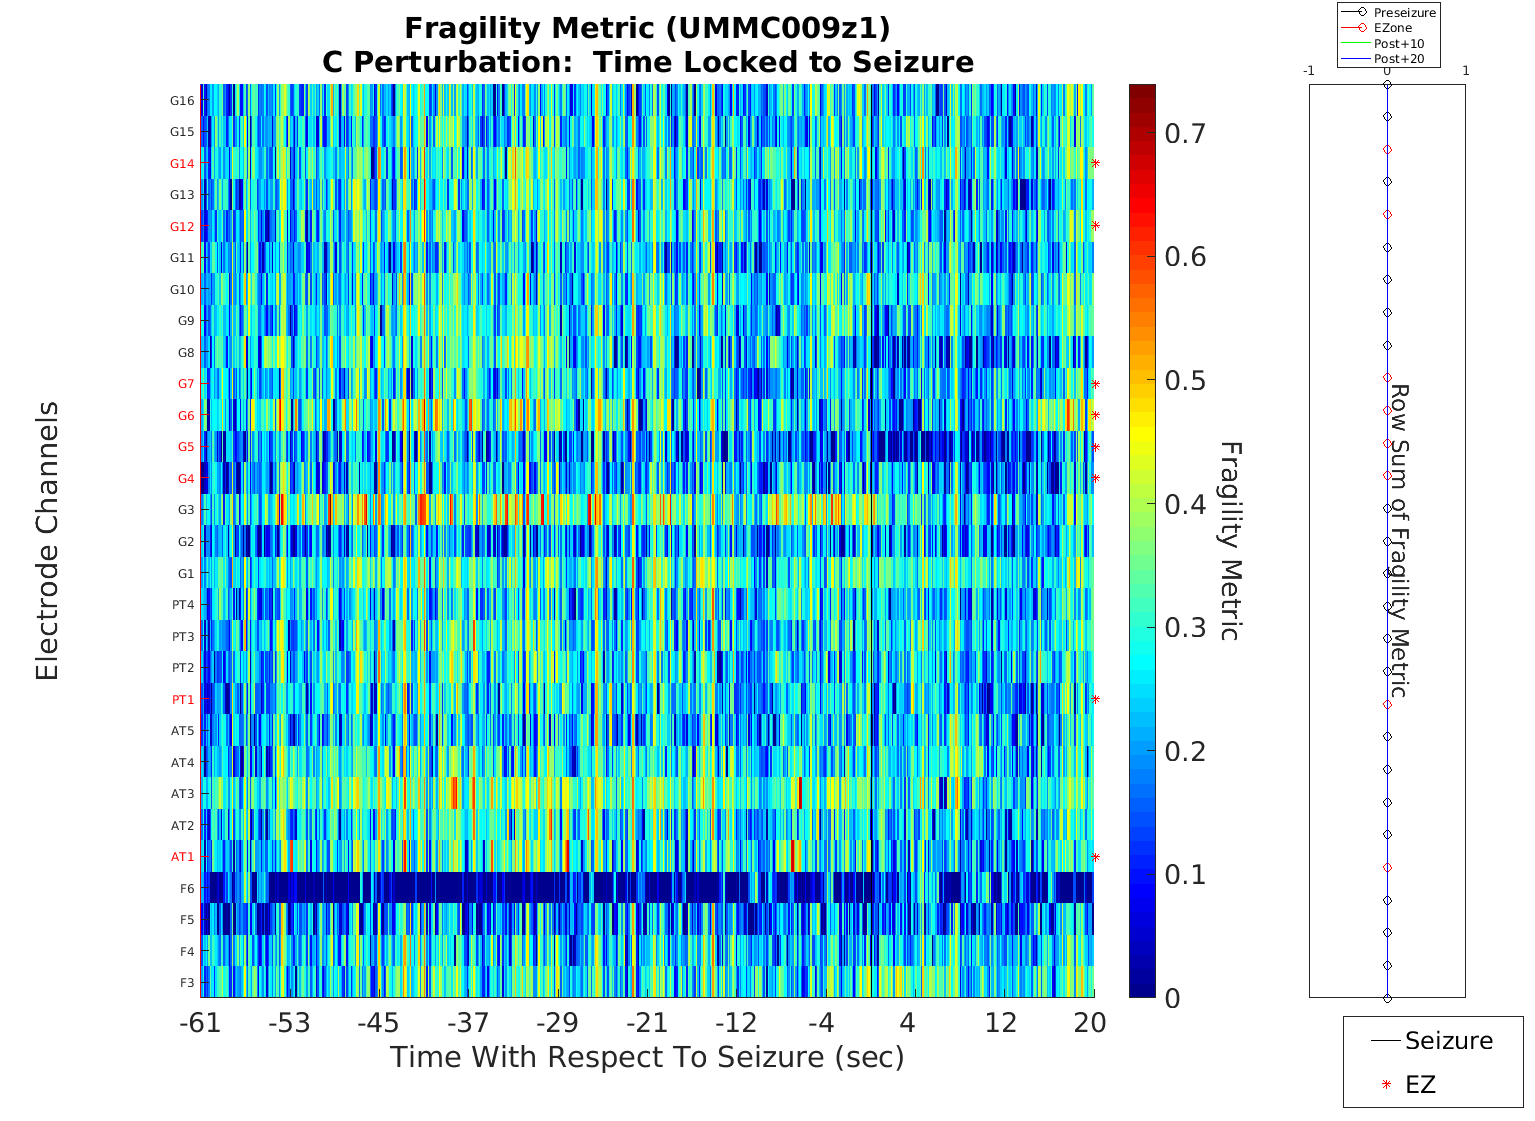 Fragility Metric (UMMC009z1)
C Perturbation:  Time Locked to Seizure
Electrode Channels
G16
G15
G14
G13
G12
G11
G10
G9
G8
G7
G6
G5
G4
G3
G2
G1
PT4
PT3
PT2
PT1
AT5
AT4
AT3
AT2
AT1
F6
F5
F4
F3
-61 -53 -45 -37 -29 -21 -12 -4 4 12 20
Time With Respect To Seizure (sec)
0.7
0.6
0.5
0.4
0.3
0.2
0.1
0
Fragility Metric
Preseizure
EZone
Post+10
Post+20
-1 0 1
Row Sum of Fragility Metric
Seizure
EZ